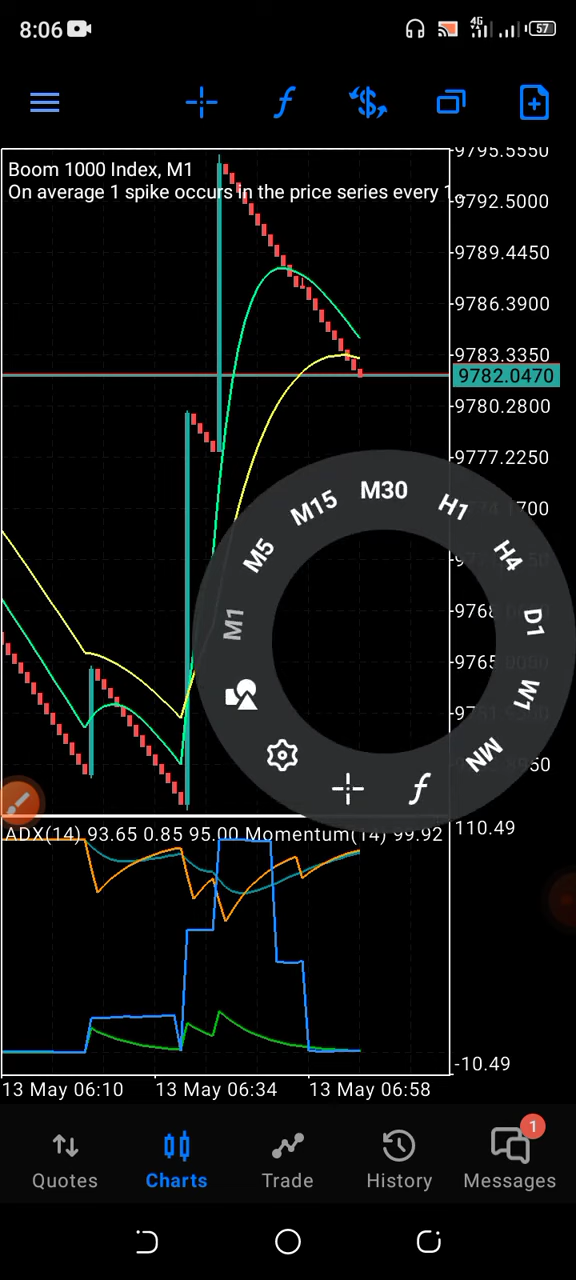 8:06
4G
57
f
$
Boom 1000 Index, M1
On average 1 spike occurs in the price series every 1
9795.5550
9792.5000
9789.4450
9786.3900
9783.3350
9782.0470
9780.2800
9777.2250
M1
M5
M15
M30
H1
H4
D1
W1
MN
f
ADX(14) 93.65 0.85 95.00 Momentum(14) 99.92
110.49
-10.49
13 May 06:10
13 May 06:34
13 May 06:58
Quotes
Charts
Trade
History
1
Messages